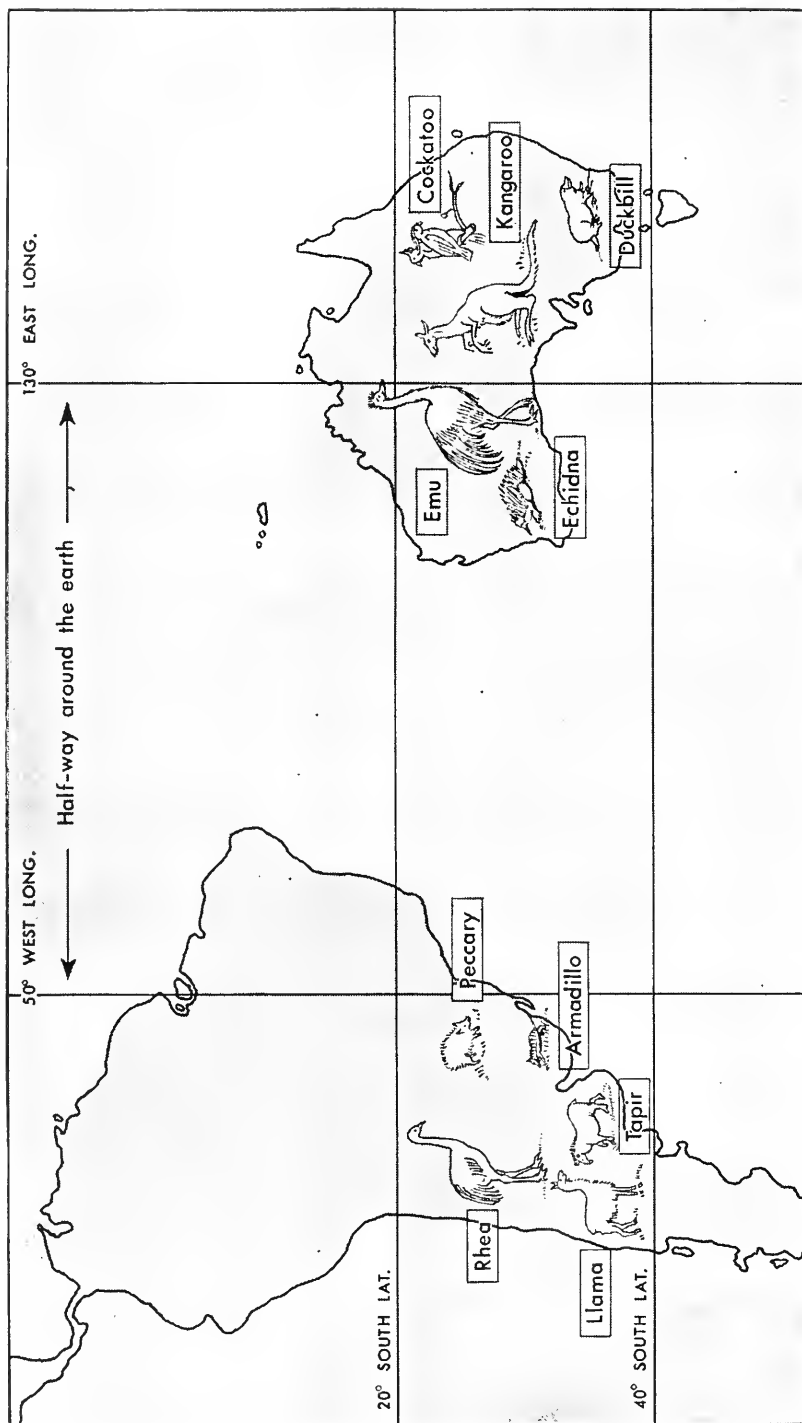 50° WEST LONG.
130° EAST LONG.
Half-way around the earth
20° SOUTH LAT.
40° SOUTH LAT.
Rhea
Peccary
Llama
Armadillo
Tapir
Emu
Cockatoo
Kangaroo
Echidna
Duckbill